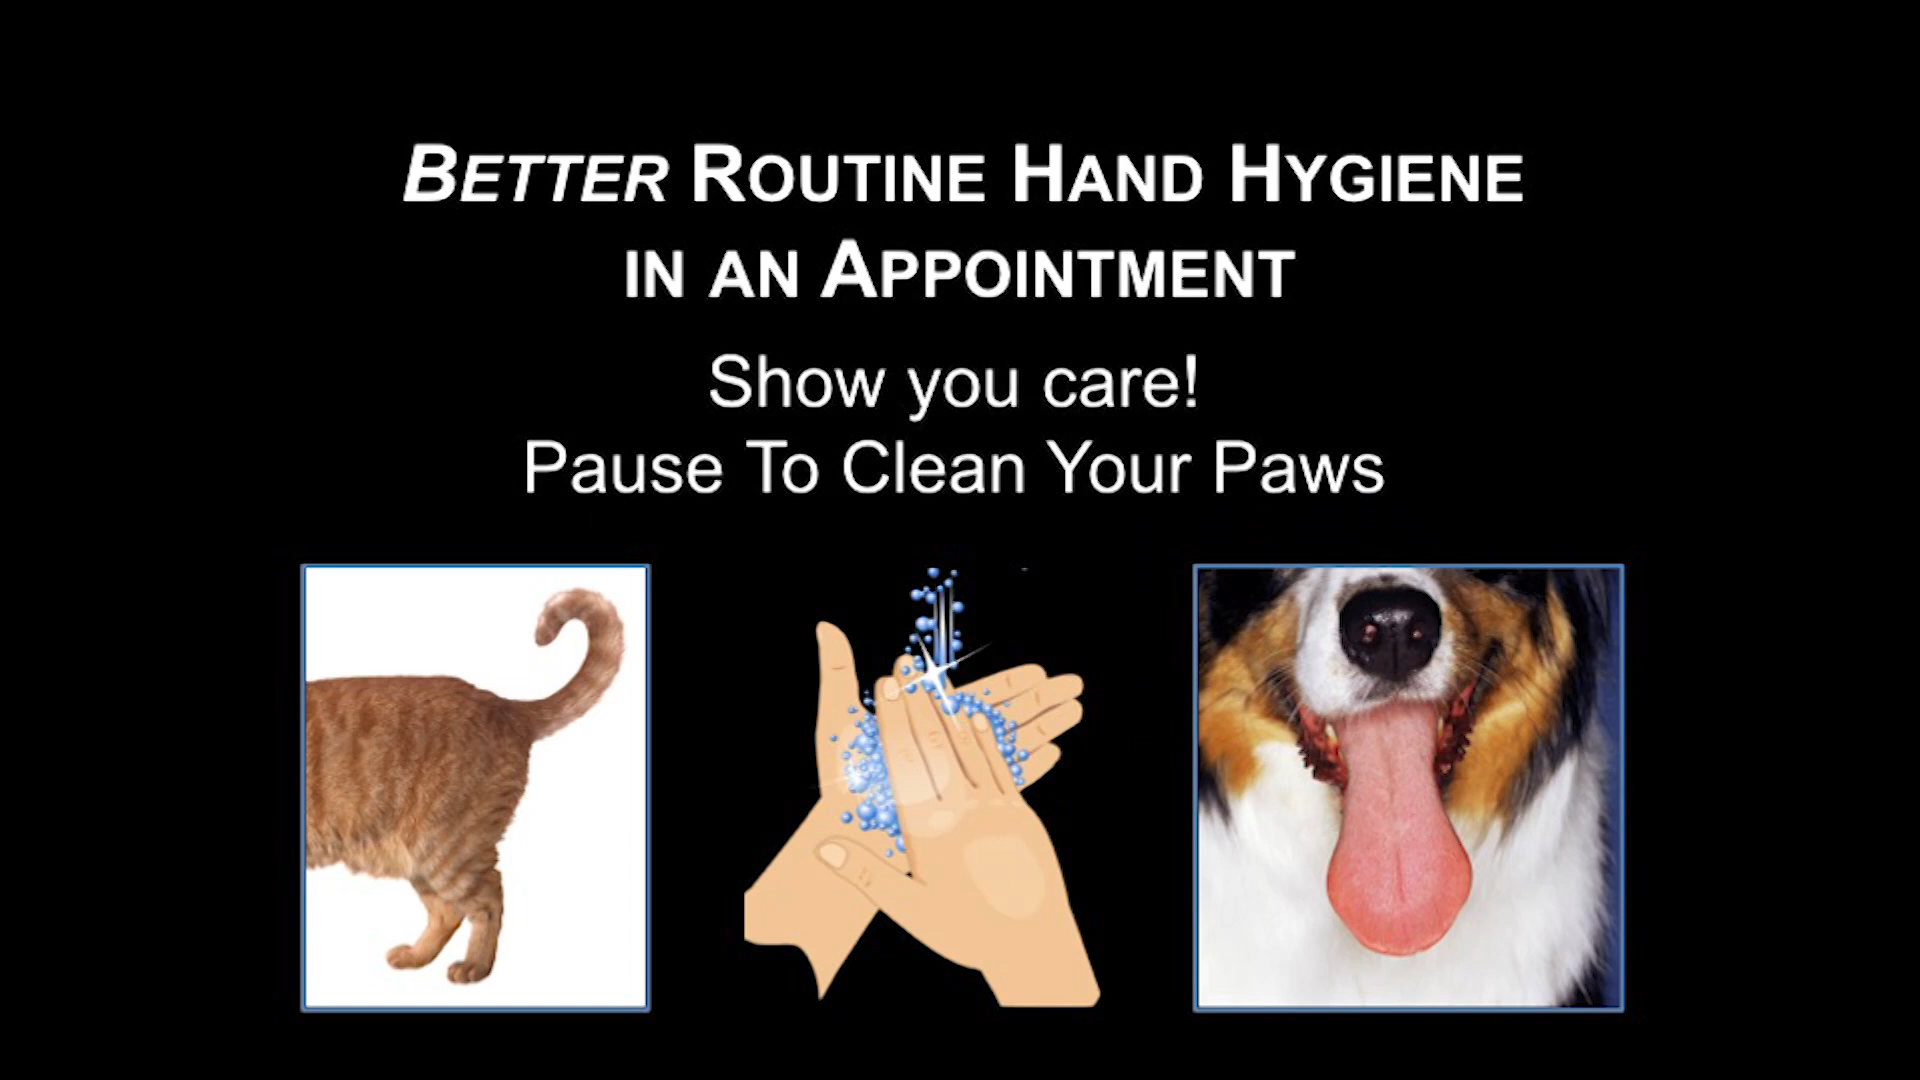 BETTER ROUTINE HAND HYGIENE
IN AN APPOINTMENT
Show you care!
Pause To Clean Your Paws